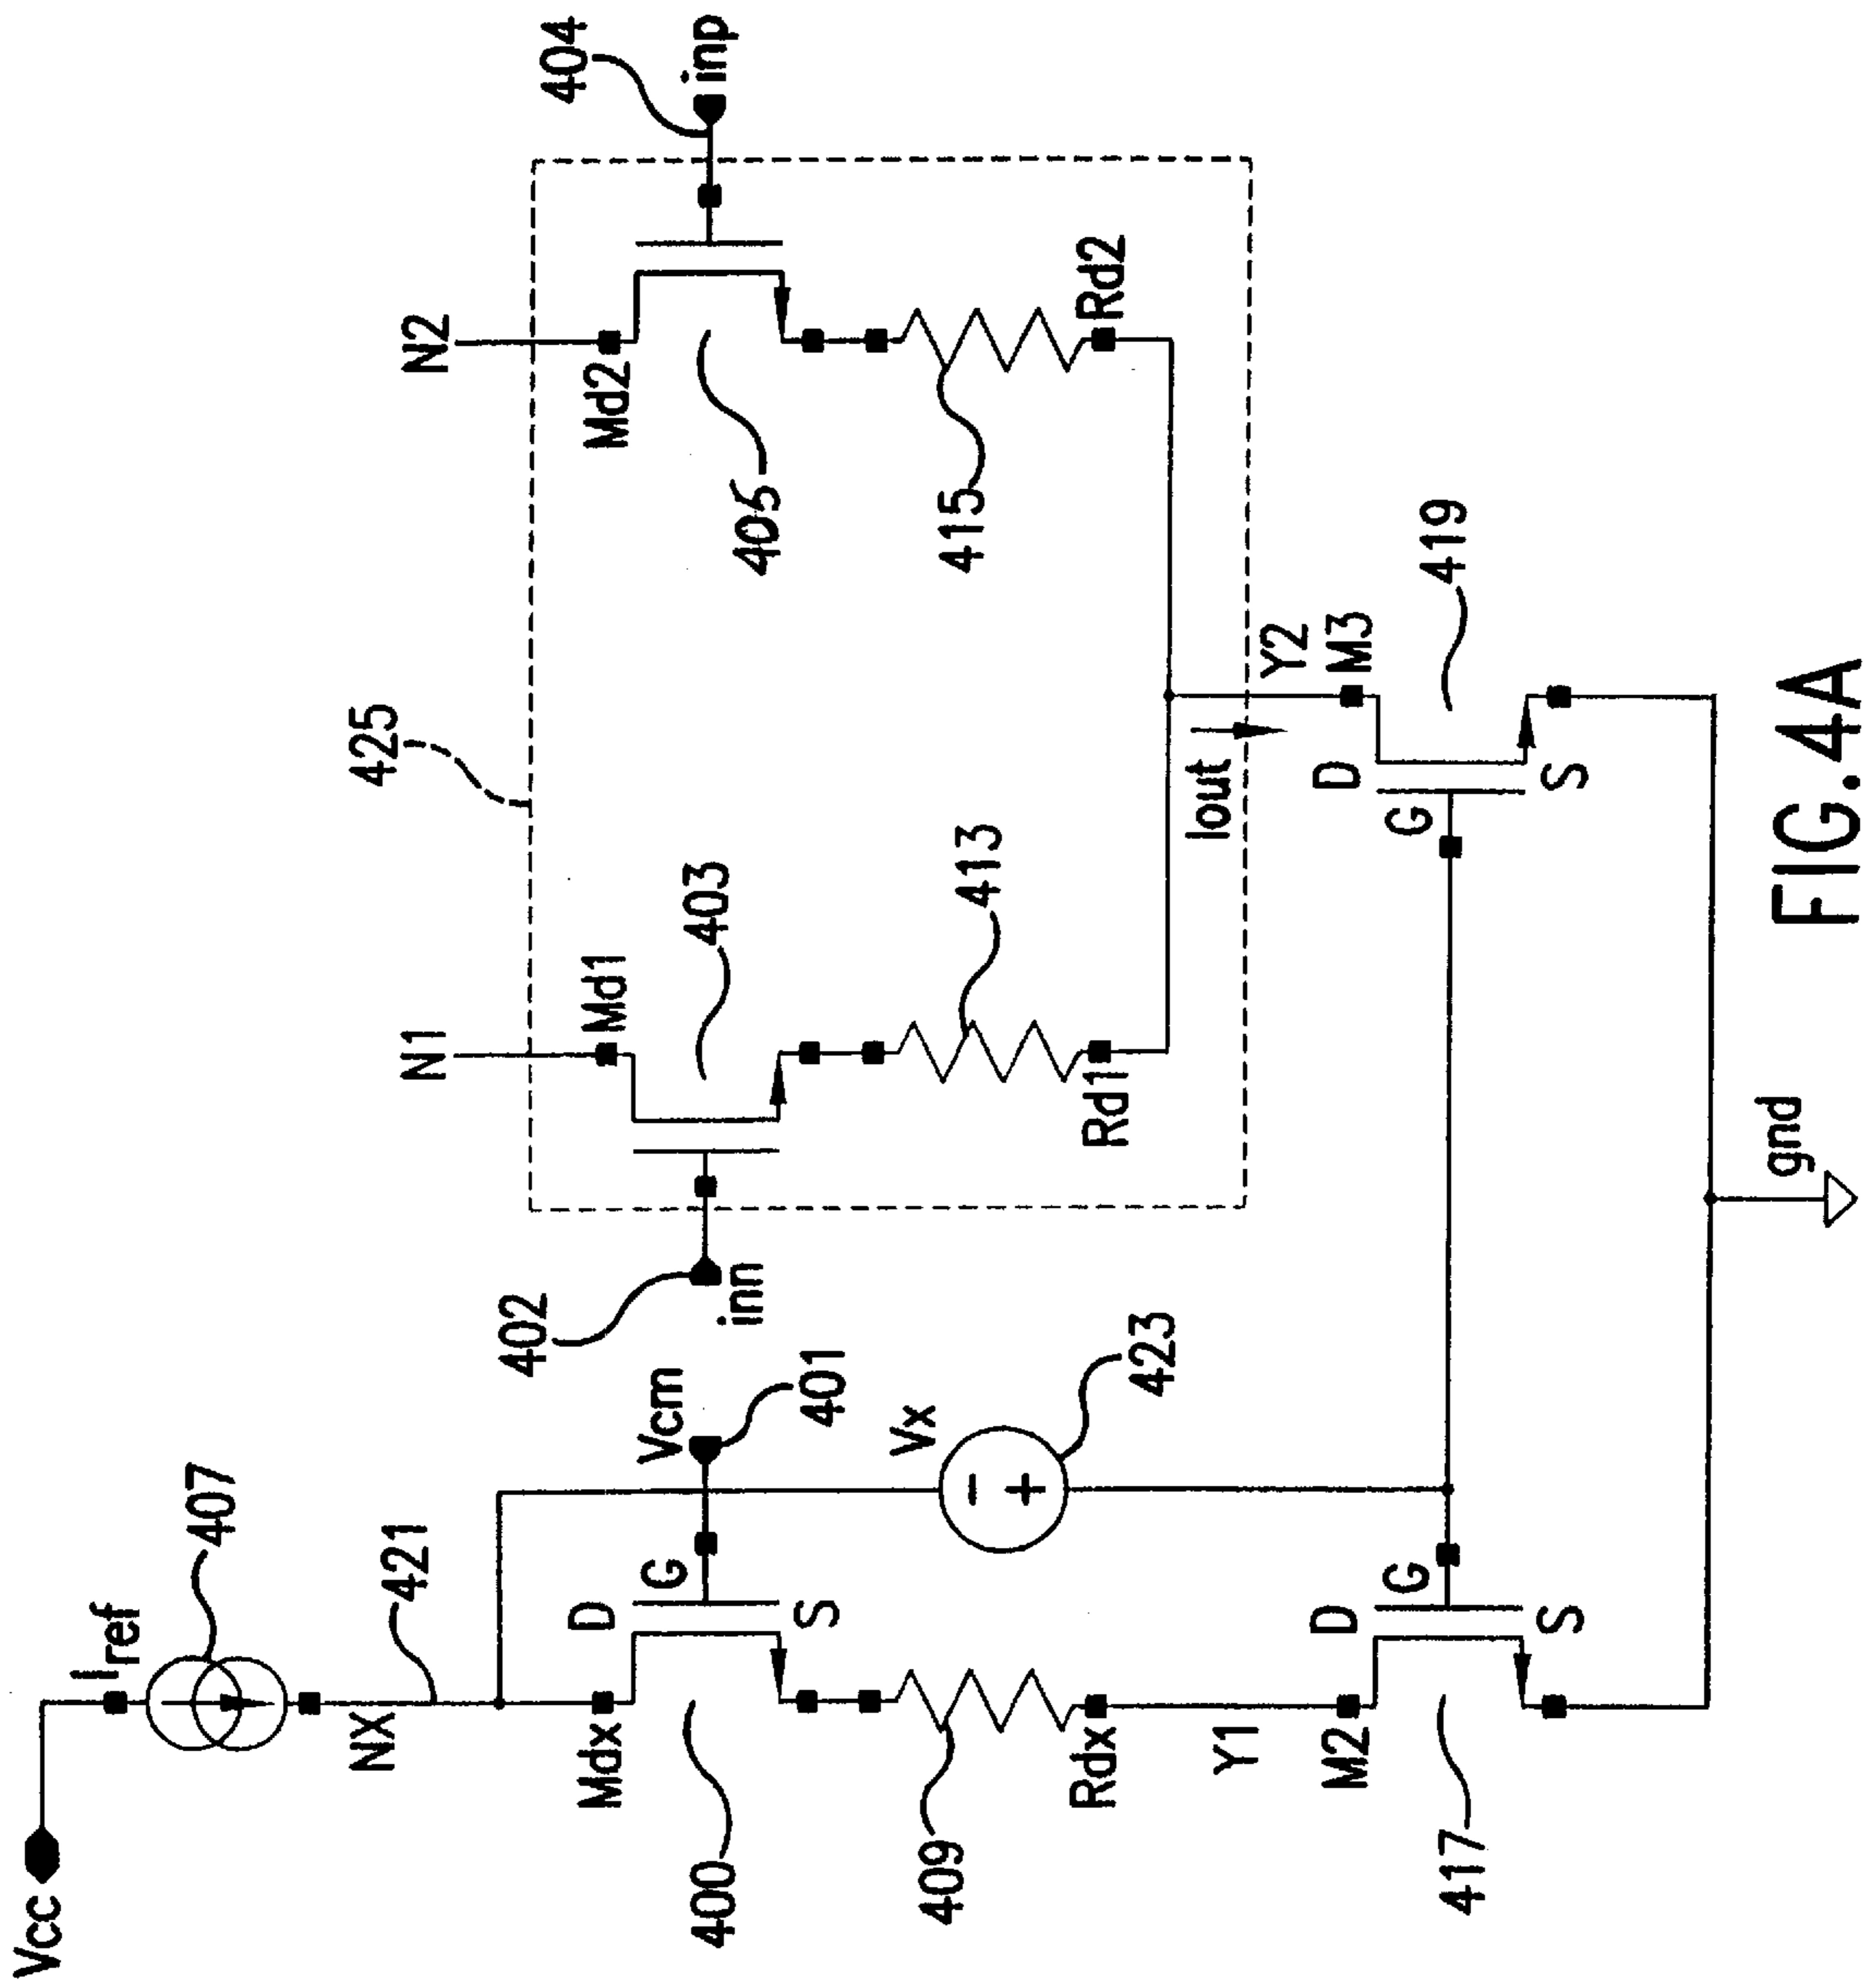 Vcc
Iref
407
NX
421
Mdx
D
G
S
400
Vcm
401
409
Rdx
Y1
Vx
-
+
423
M2
D
G
S
417
425
N1
Md1
403
402
inn
413
Rd1
N2
Md2
405
404
inp
415
Rd2
Iout
Y2
M3
D
G
S
419
gnd
FIG.4A